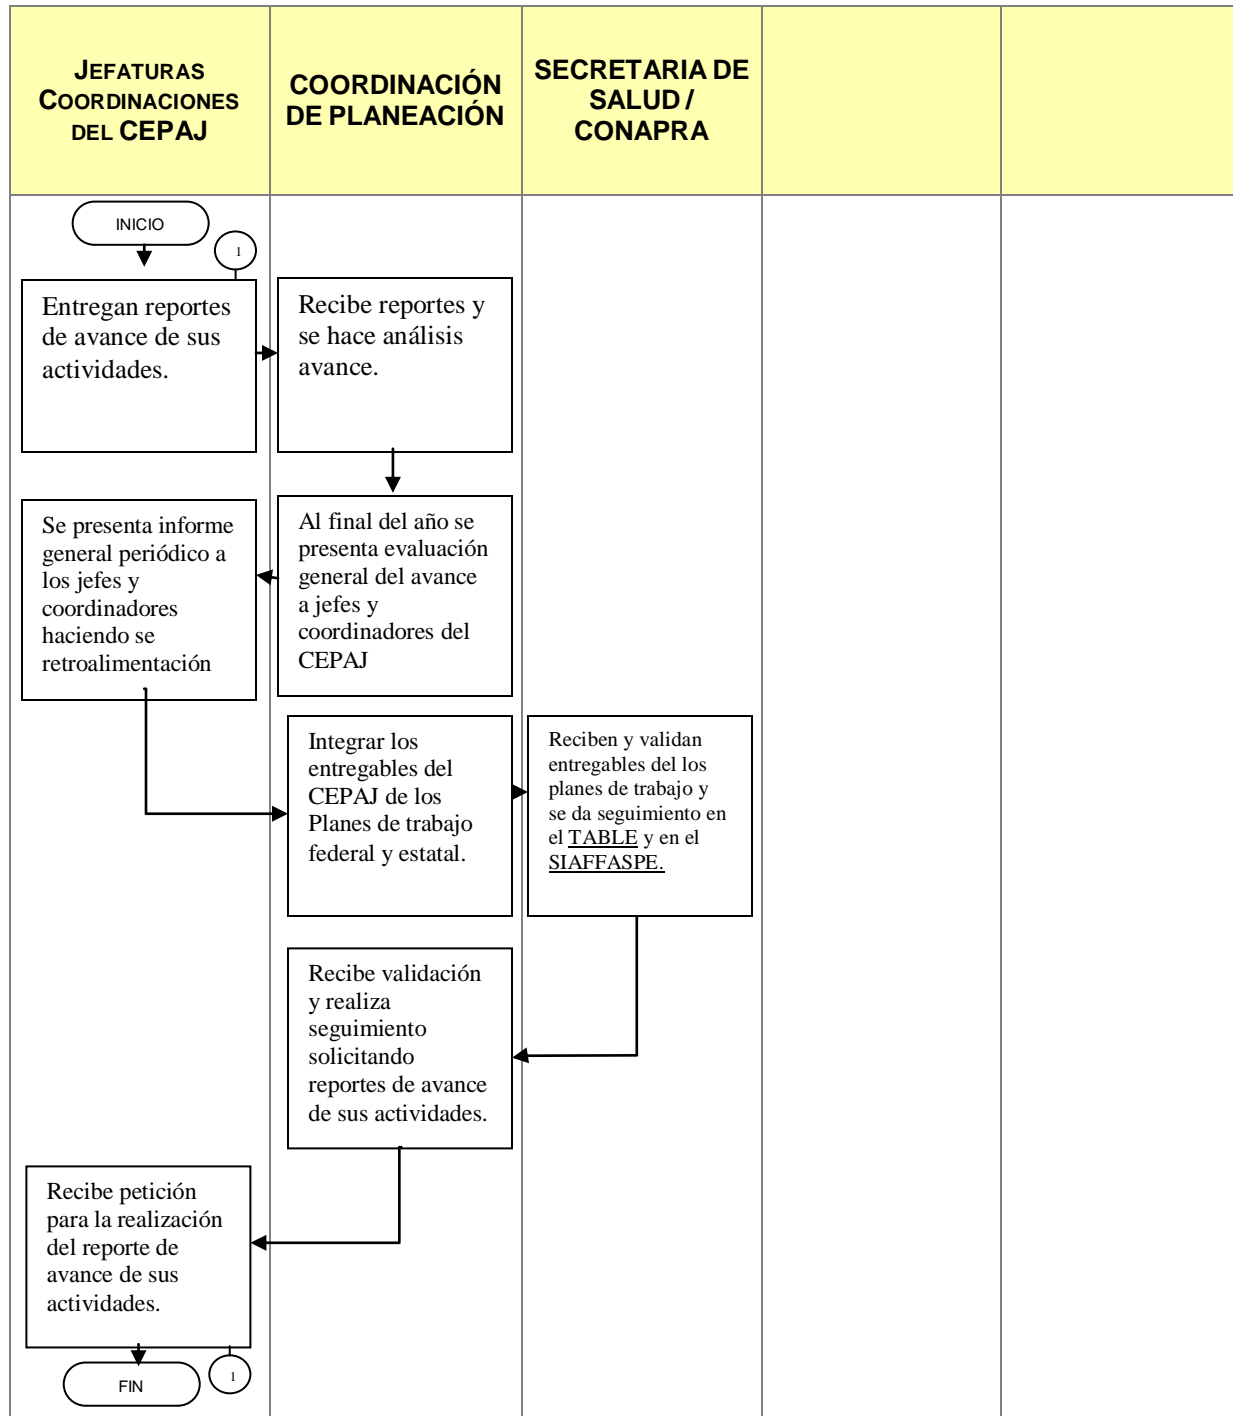 JEFATURAS
COORDINACIONES
DEL CEPAJ
COORDINACIÓN
DE PLANEACIÓN
SECRETARIA DE
SALUD /
CONAPRA
INICIO
1
Entregan reportes
de avance de sus
actividades.
Recibe reportes y
se hace análisis
avance.
Se presenta informe
general periódico a
los jefes y
coordinadores
haciendo se
retroalimentación
Al final del año se
presenta evaluación
general del avance
a jefes y
coordinadores del
CEPAJ
Integrar los
entregables del
CEPAJ de los
Planes de trabajo
federal y estatal.
Reciben y validan
entregables del los
planes de trabajo y
se da seguimiento en
el TABLE y en el
SIAFFASPE.
Recibe validación
y realiza
seguimiento
solicitando
reportes de avance
de sus actividades.
Recibe petición
para la realización
del reporte de
avance de sus
actividades.
FIN
1